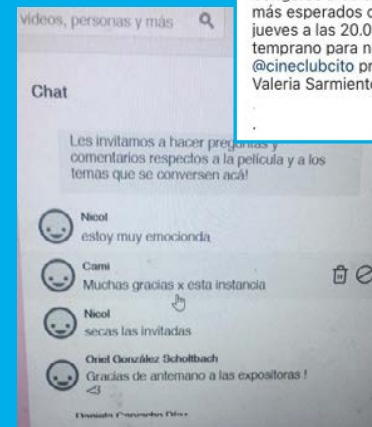 videos, personas y más
más esperados
jueves a las 20.0
temprano para n
@cineclubcito pr
Valeria Sarmiento
Chat
Les invitamos a hacer preguntas y
comentarios respectos a la película y a los
temas que se conversen acá!
Nicol
estoy muy emocionda
Cami
Muchas gracias x esta instancia
Nicol
secas las invitadas
Oriel González Scholtbach
Gracias de antemano a las expositoras !
<3